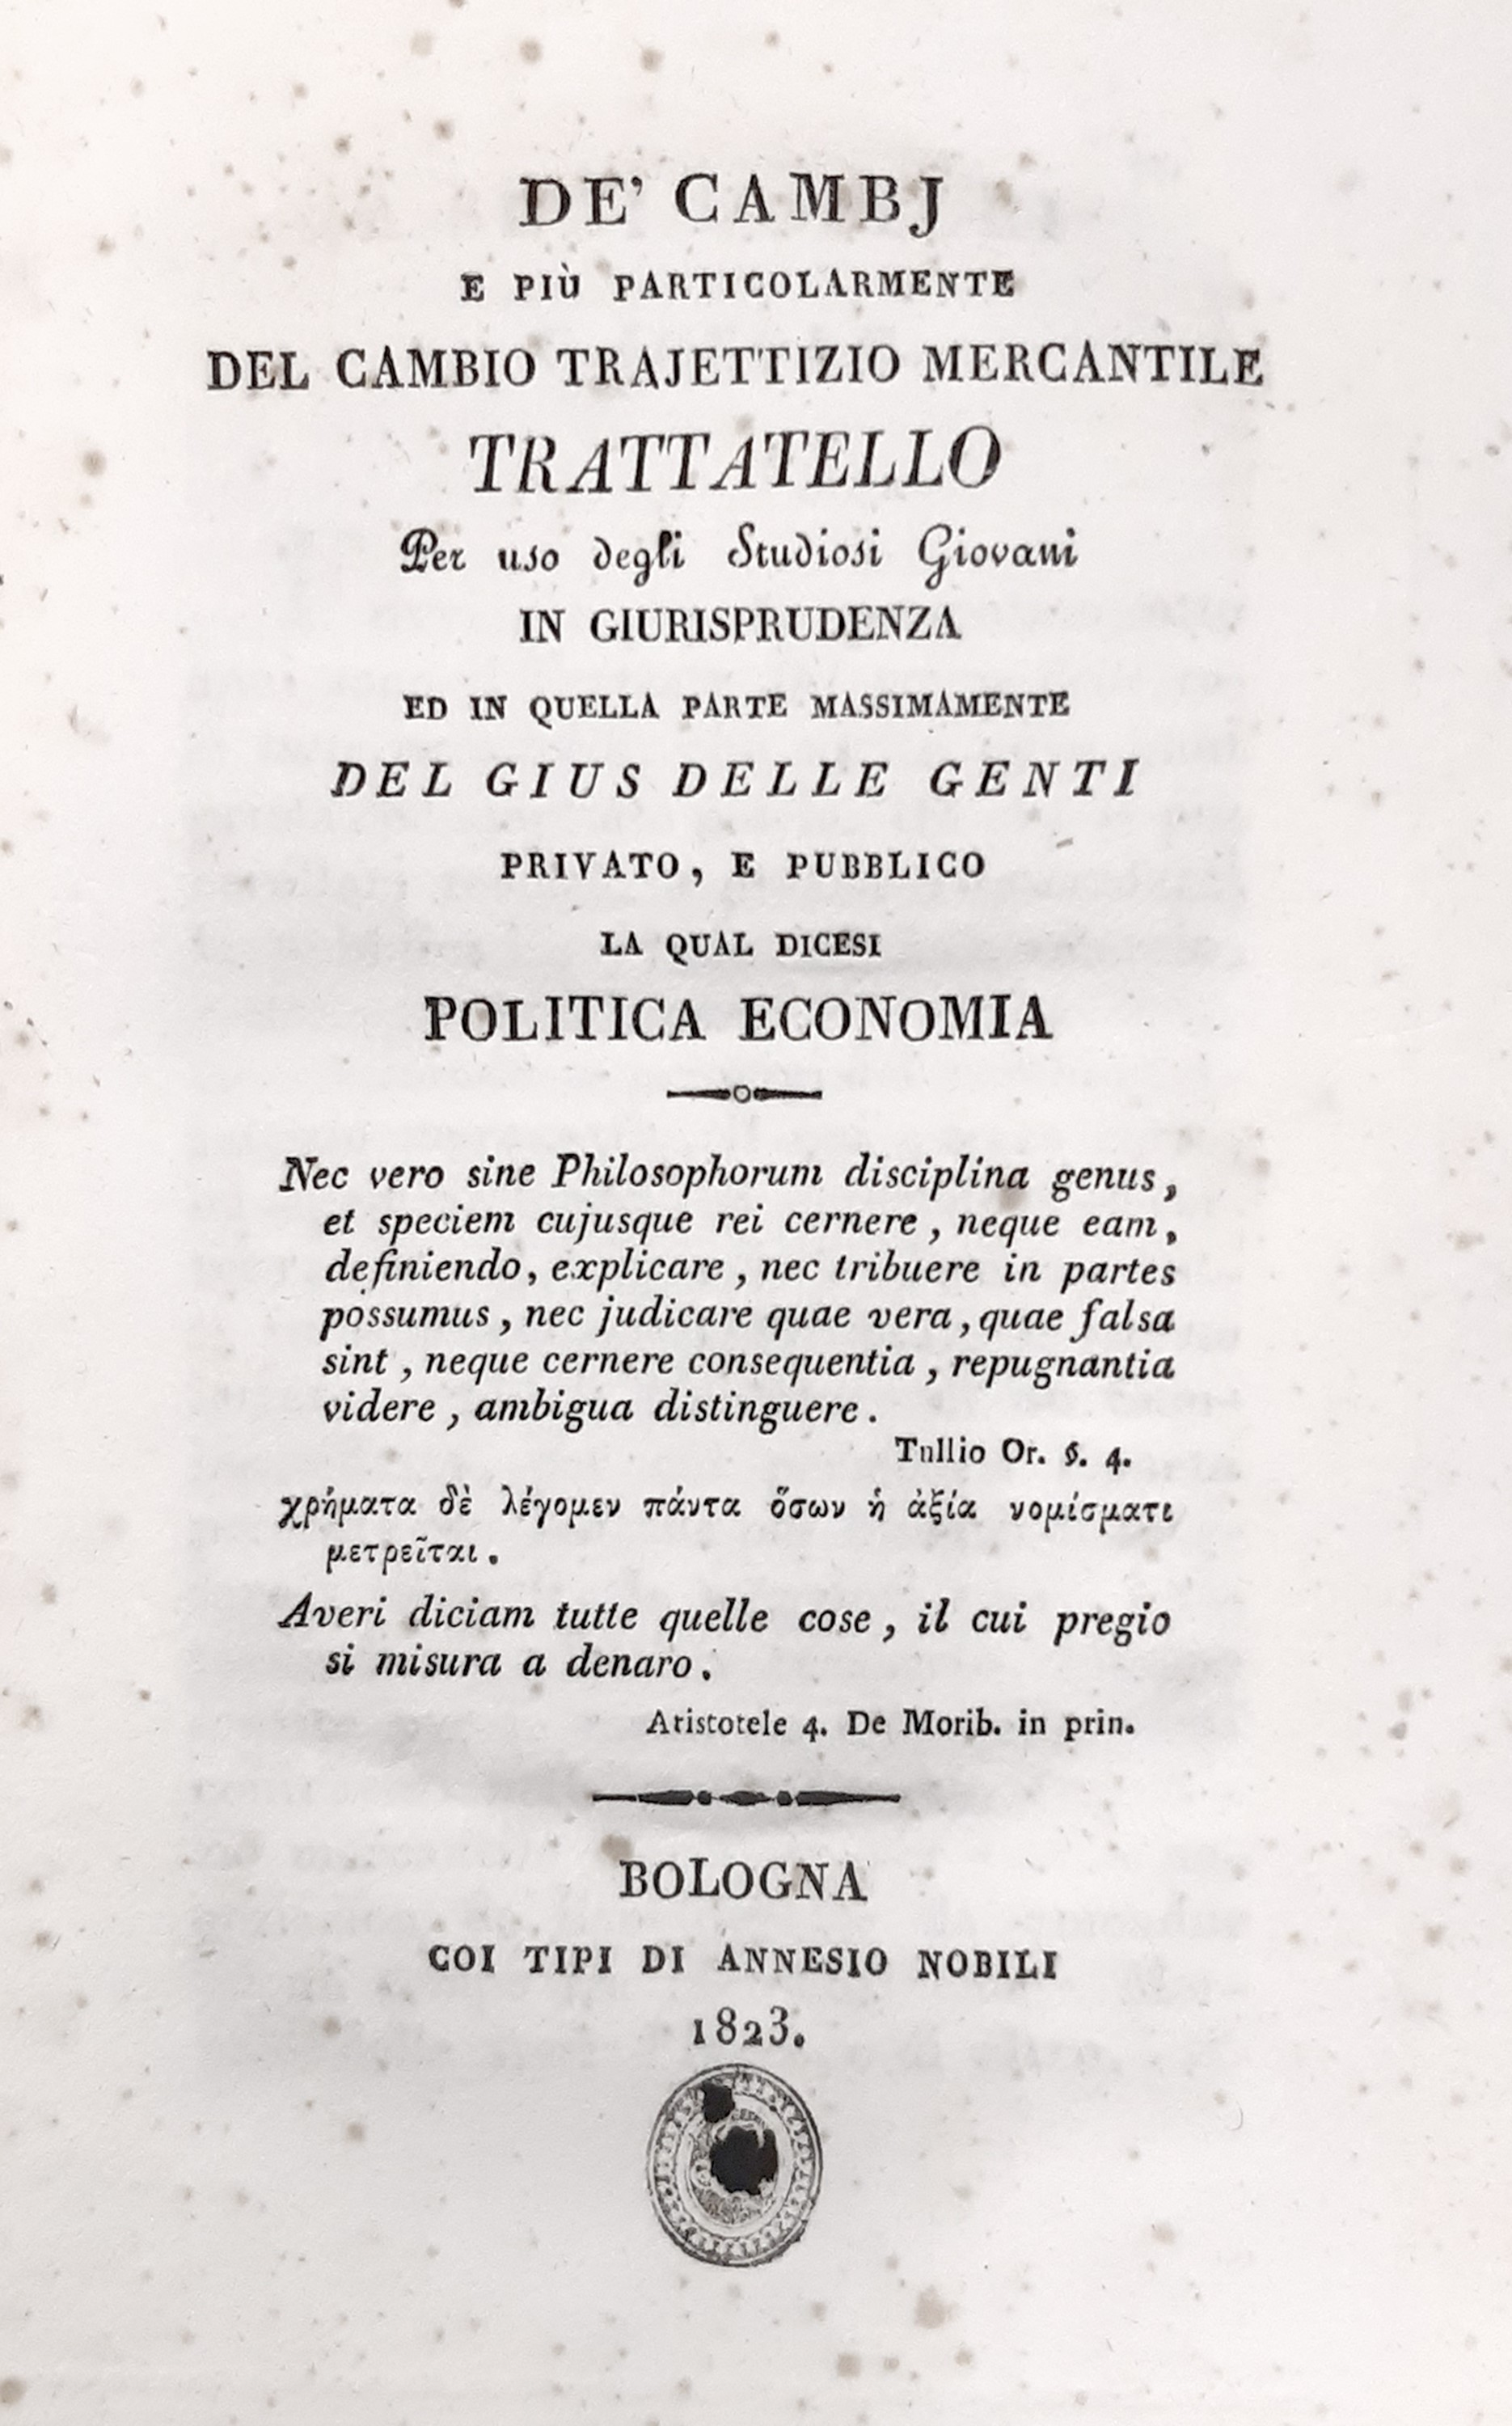 DE' CAMBJ
E PIÙ PARTICOLARMENTE
DEL CAMBIO TRAJETTIZIO MERCANTILE
TRATTATELLO
Per uso degli Studiosi Giovani
IN GIURISPRUDENZA
ED IN QUELLA PARTE MASSIMAMENTE
DEL GIUS DELLE GENTI
PRIVATO, E PUBBLICO
LA QUAL DICESI
POLITICA ECONOMIA
Nec vero sine Philosophorum disciplina genus,
et speciem cujusque rei cernere, neque eam,
definiendo, explicare, nec tribuere in partes
possumus, nec judicare quae vera, quae falsa
sint, neque cernere consequentia, repugnantia
videre, ambigua distinguere.
Tullio Or. §. 4.
χρήματα δὲ λέγομεν πάντα ὅσων ἡ ἀξία νομίσματι
μετρεῖται.
Averi diciam tutte quelle cose, il cui pregio
si misura a denaro.
Aristotele 4. De Morib. in prin.
BOLOGNA
COI TIPI DI ANNESIO NOBILI
1823.